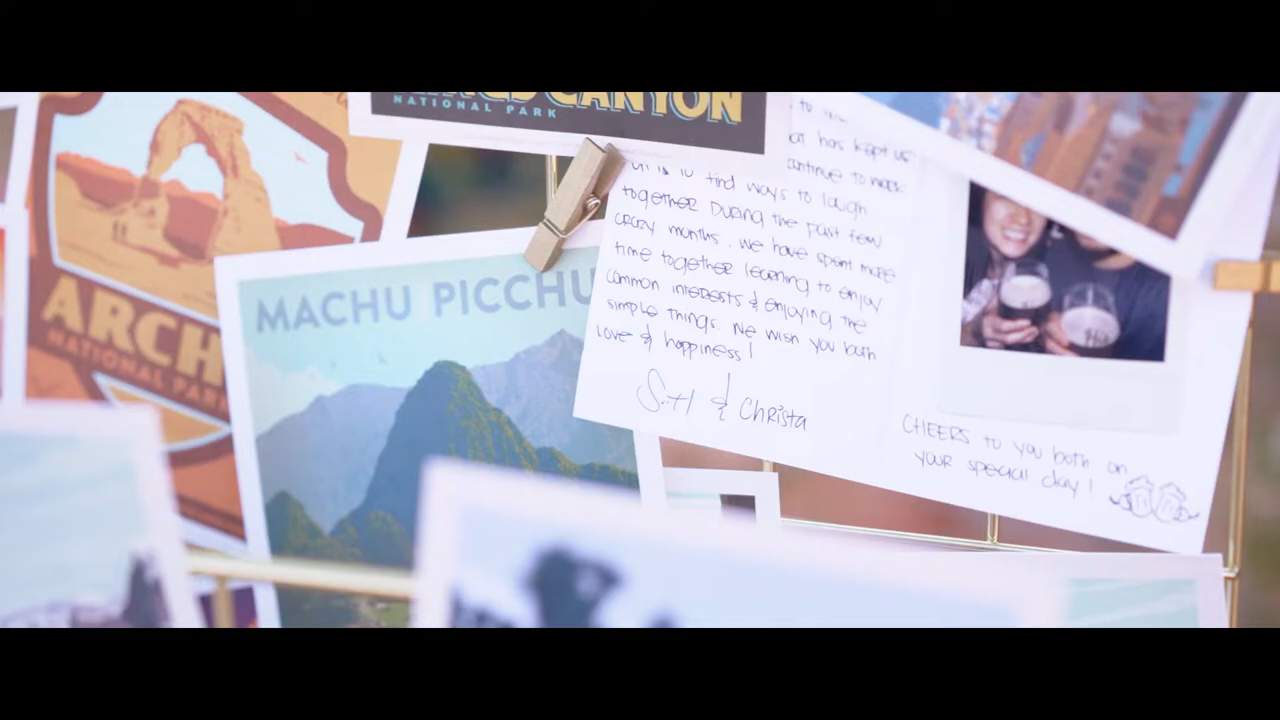 CANYON
NATIONAL PARK
ARCH
NATIONAL PARK
MACHU PICCHU
to
has kept us
continue to
is to find ways to laugh
together During the past few
crazy months. We have spent more
time together learning to enjoy
common interests & enjoying the
simple things. We wish you both
love & happiness!
& Christa
CHEERS to you both on
your special day!